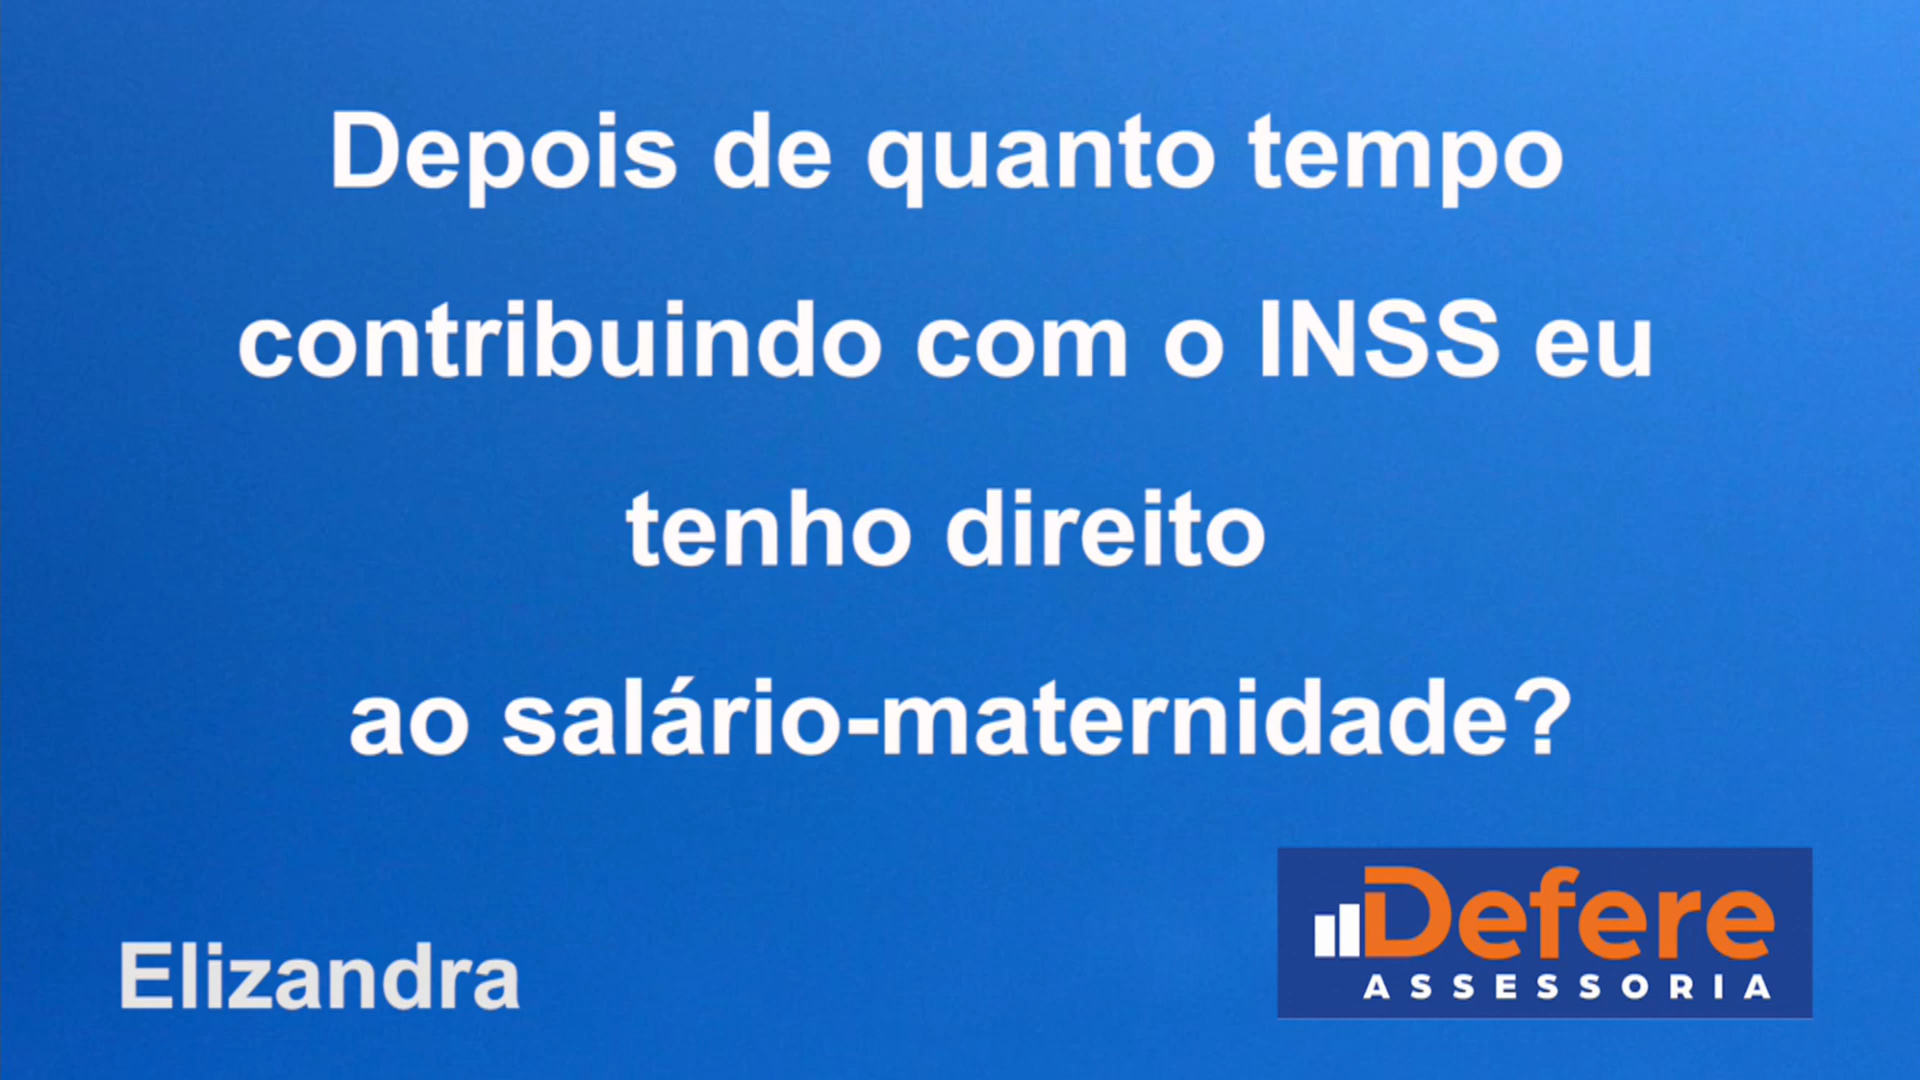 Depois de quanto tempo
contribuindo com o INSS eu
tenho direito
ao salário-maternidade?
Elizandra
Defere
ASSESSORIA